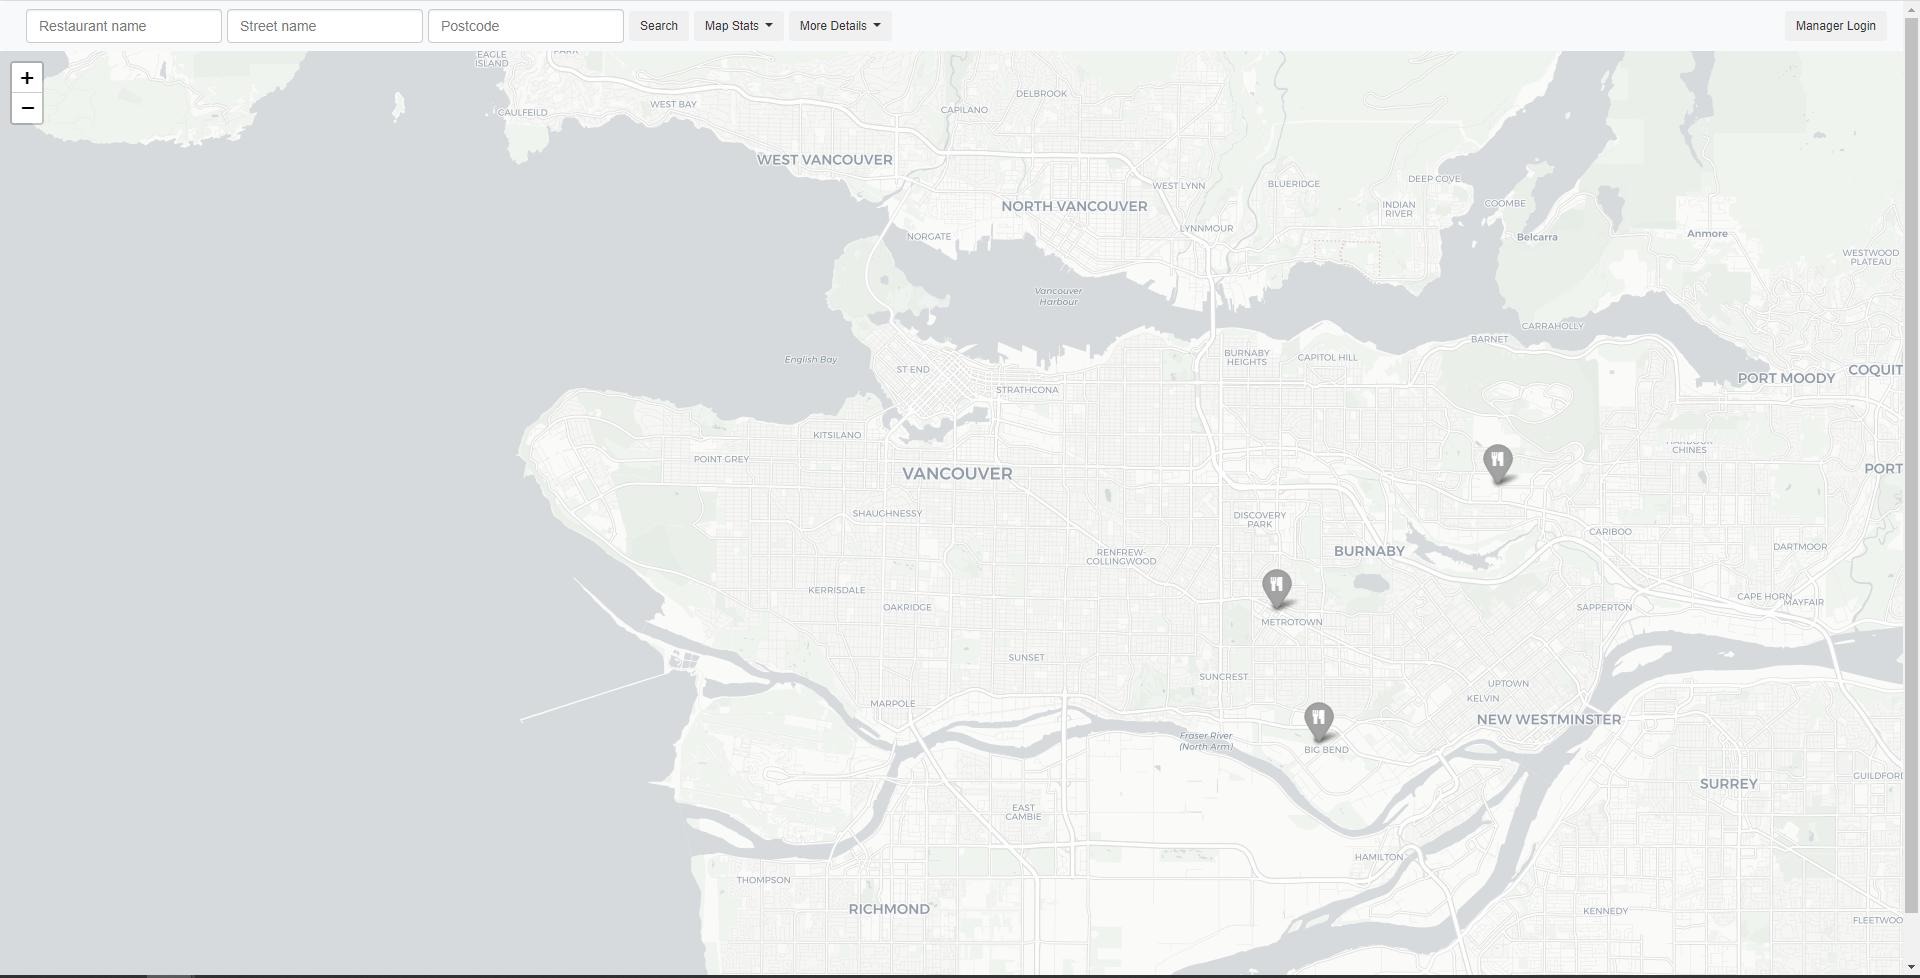 Restaurant name
Street name
Postcode
Search
Map Stats
More Details
Manager Login
+
−
EAGLE
ISLAND
PARK
CAULFEILD
WEST BAY
DELBROOK
CAPILANO
WEST VANCOUVER
WEST LYNN
BLUERIDGE
DEEP COVE
NORTH VANCOUVER
INDIAN
RIVER
COOMBE
LYNNMOUR
NORGATE
Belcarra
Anmore
WESTWOOD
PLATEAU
Vancouver
Harbour
CARRAHOLLY
BARNET
English Bay
BURNABY
HEIGHTS
CAPITOL HILL
ST END
STRATHCONA
PORT MOODY
COQUIT
KITSILANO
HARBOUR
CHINES
POINT GREY
VANCOUVER
PORT
SHAUGHNESSY
DISCOVERY
PARK
CARIBOO
RENFREW-
COLLINGWOOD
BURNABY
DARTMOOR
KERRISDALE
OAKRIDGE
CAPE HORN
MAYFAIR
SAPPERTON
METROTOWN
SUNSET
SUNCREST
UPTOWN
KELVIN
MARPOLE
NEW WESTMINSTER
Fraser River
(North Arm)
BIG BEND
GUILDFORD
SURREY
EAST
CAMBIE
HAMILTON
THOMPSON
RICHMOND
KENNEDY
FLEETWOO